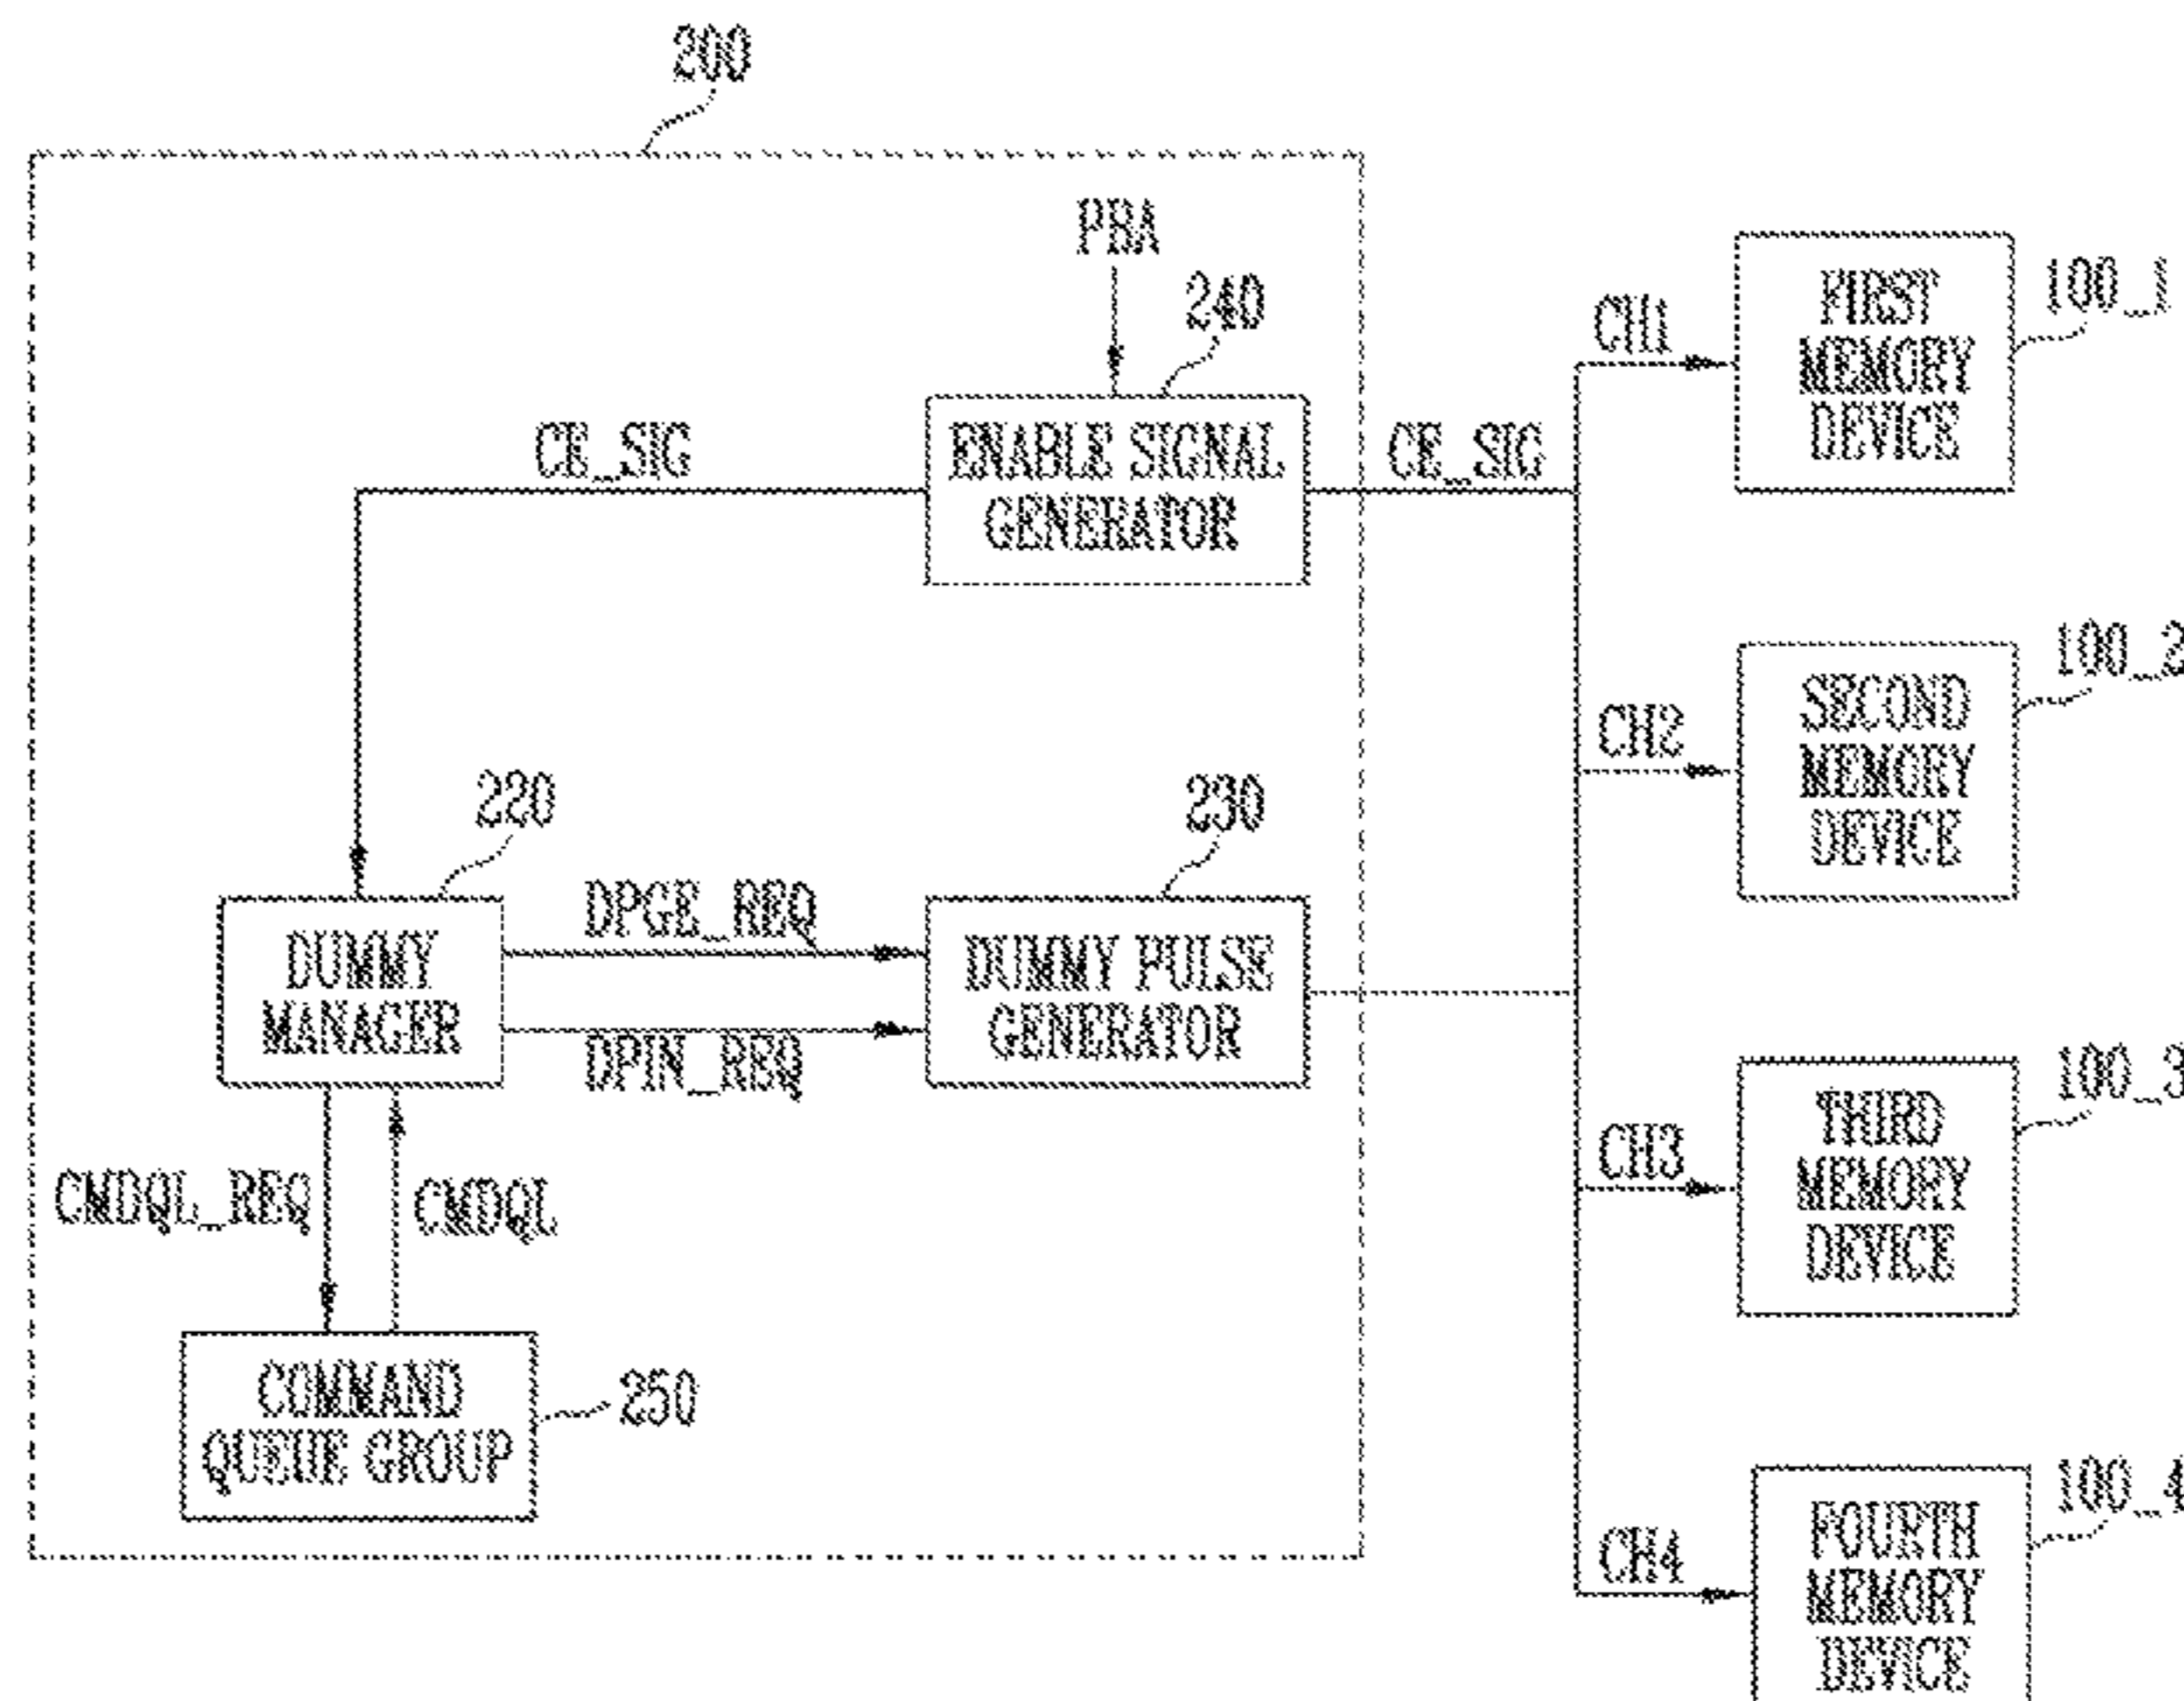 200
PBA
240
ENABLE SIGNAL
GENERATOR
CE_SIG
CE_SIG
CH1
FIRST
MEMORY
DEVICE
100_1
CH2
SECOND
MEMORY
DEVICE
100_2
220
DUMMY
MANAGER
DPGE_REQ
DPIN_REQ
230
DUMMY PULSE
GENERATOR
CH3
THIRD
MEMORY
DEVICE
100_3
CMDQL_REQ
CMDQL
COMMAND
QUEUE GROUP
250
CH4
FOURTH
MEMORY
DEVICE
100_4